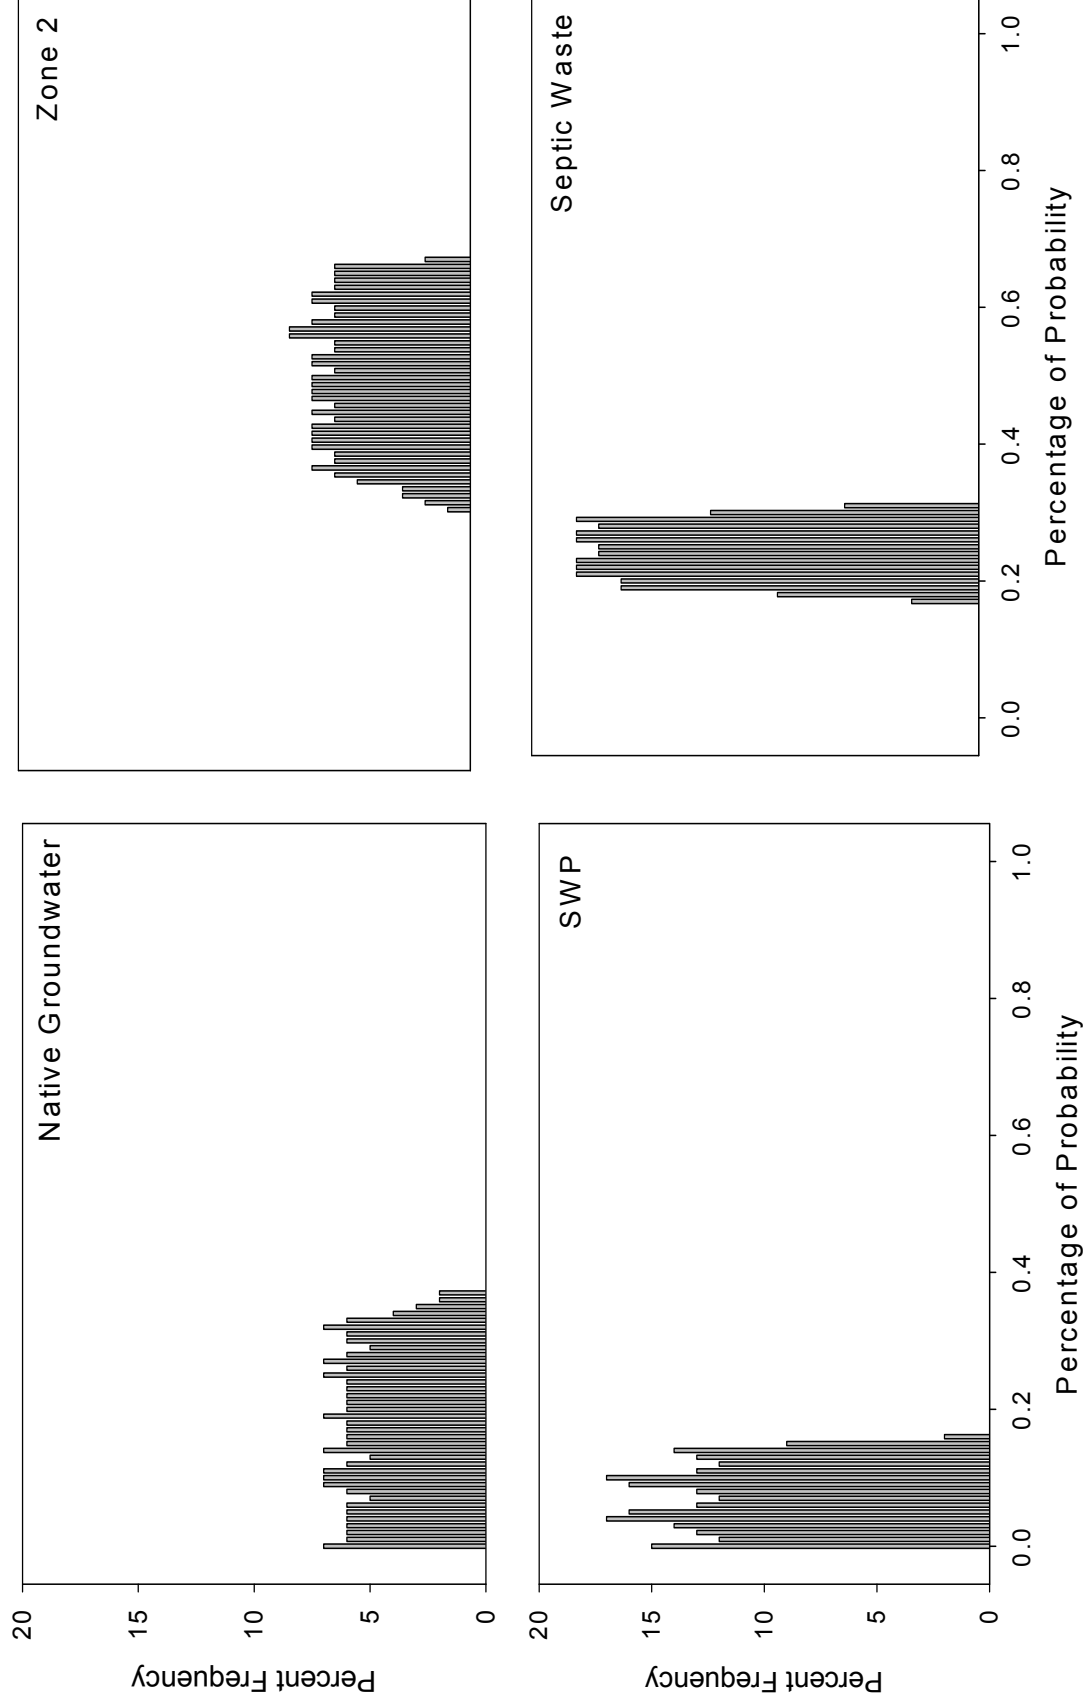 Native Groundwater
Zone 2
20
15
10
5
0
Percent Frequency
SWP
Septic Waste
20
15
10
5
0
Percent Frequency
0.0 0.2 0.4 0.6 0.8 1.0
0.0 0.2 0.4 0.6 0.8 1.0
Percentage of Probability
Percentage of Probability